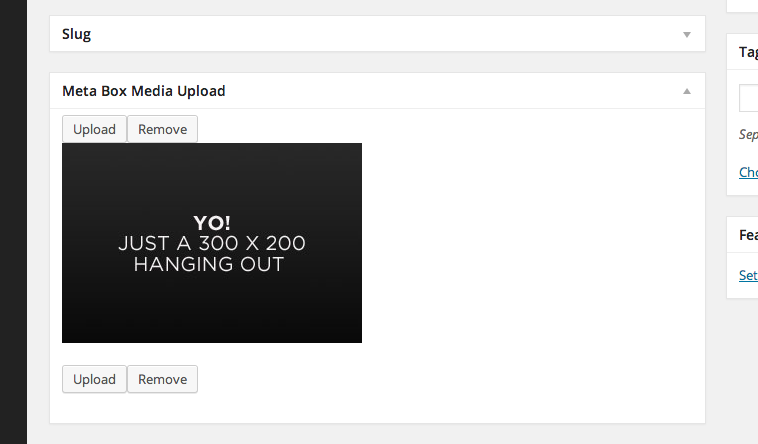 Slug
Meta Box Media Upload
Upload Remove
YO!
JUST A 300 X 200
HANGING OUT
Upload Remove
Tag
Sep
Cho
Fea
Set